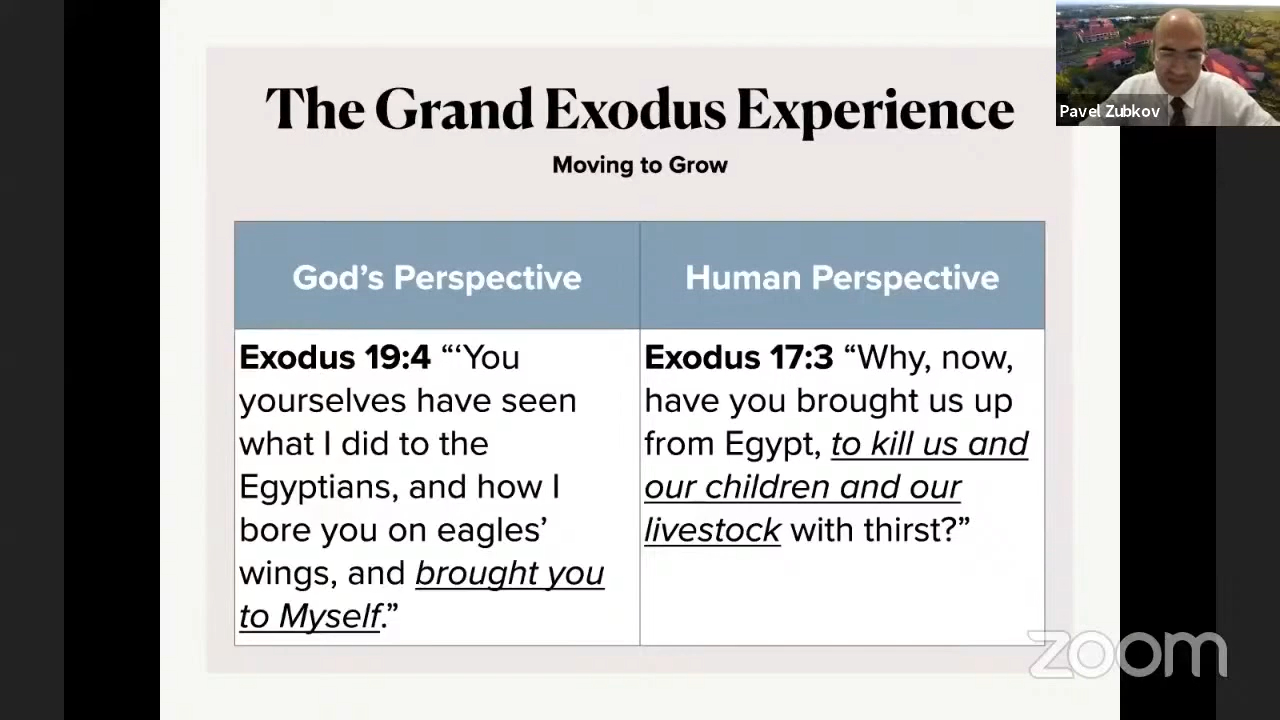 The Grand Exodus Experience
Moving to Grow
Pavel Zubkov
God’s Perspective
Human Perspective
Exodus 19:4 “‘You
yourselves have seen
what I did to the
Egyptians, and how I
bore you on eagles’
wings, and brought you
to Myself.”
Exodus 17:3 “Why, now,
have you brought us up
from Egypt, to kill us and
our children and our
livestock with thirst?”
zoom